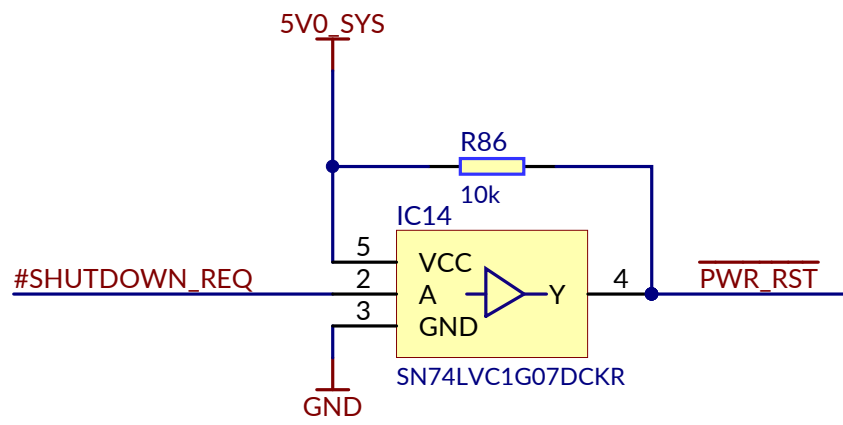 5V0_SYS
R86
10k
IC14
5
VCC
#SHUTDOWN_REQ
2
A
Y
4
PWR_RST
3
GND
SN74LVC1G07DCKR
GND